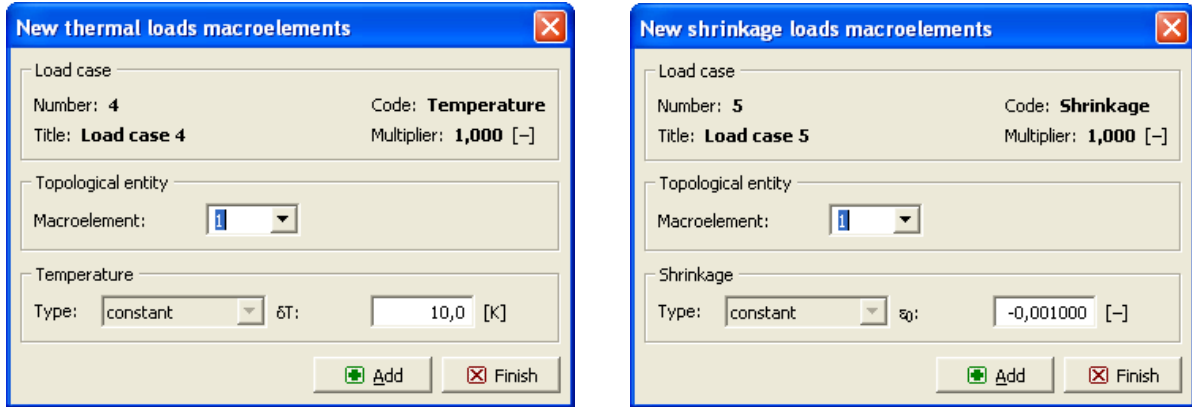 New thermal loads macroelements
Load case
Number: 4 Code: Temperature
Title: Load case 4 Multiplier: 1,000 [–]
Topological entity
Macroelement: 1
Temperature
Type: constant δT: 10,0 [K]
Add Finish
New shrinkage loads macroelements
Load case
Number: 5 Code: Shrinkage
Title: Load case 5 Multiplier: 1,000 [–]
Topological entity
Macroelement: 1
Shrinkage
Type: constant ε₀: -0,001000 [–]
Add Finish